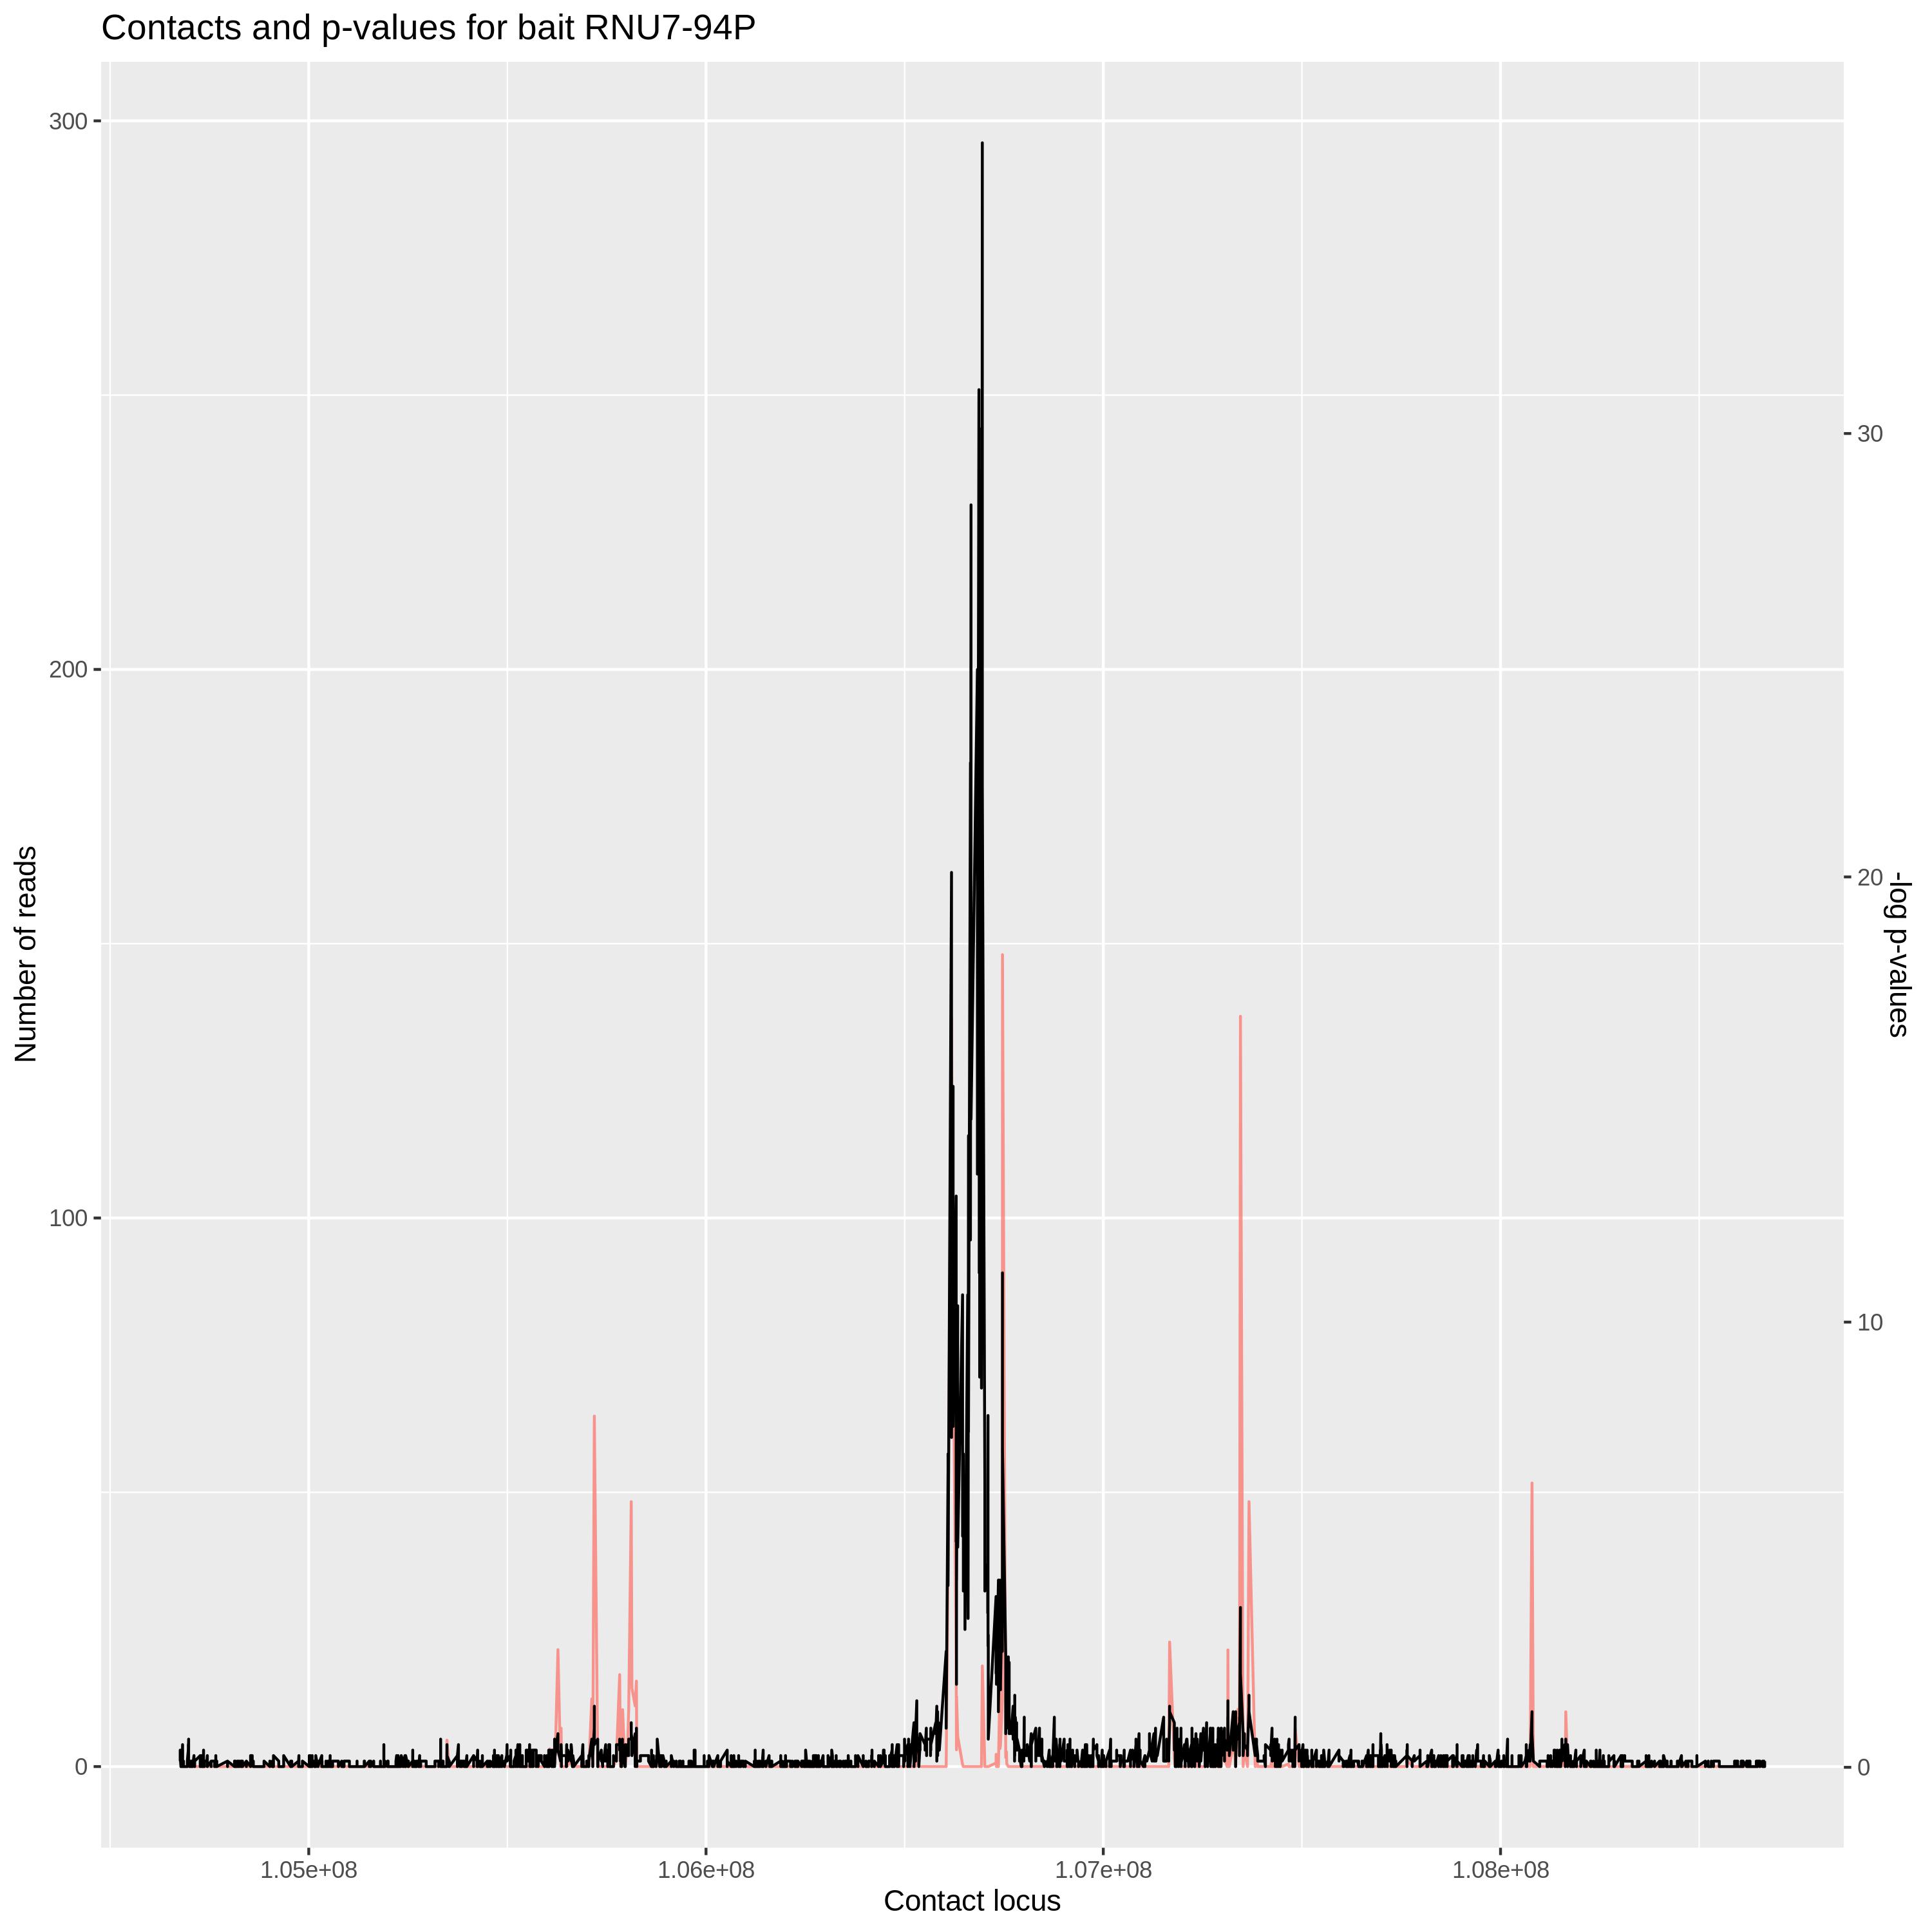 Contacts and p-values for bait RNU7-94P
300
200
100
0
Number of reads
30
20
10
0
-log p-values
1.05e+08
1.06e+08
1.07e+08
1.08e+08
Contact locus